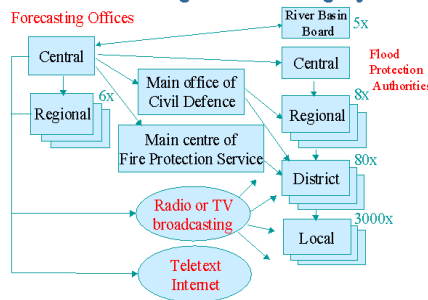 Forecasting Offices
River Basin
Board
5x
Central
Central
Flood
Protection
Authorities
Main office of
Civil Defence
6x
Regional
8x
Regional
Main centre of
Fire Protection Service
80x
District
Radio or TV
broadcasting
3000x
Local
Teletext
Internet